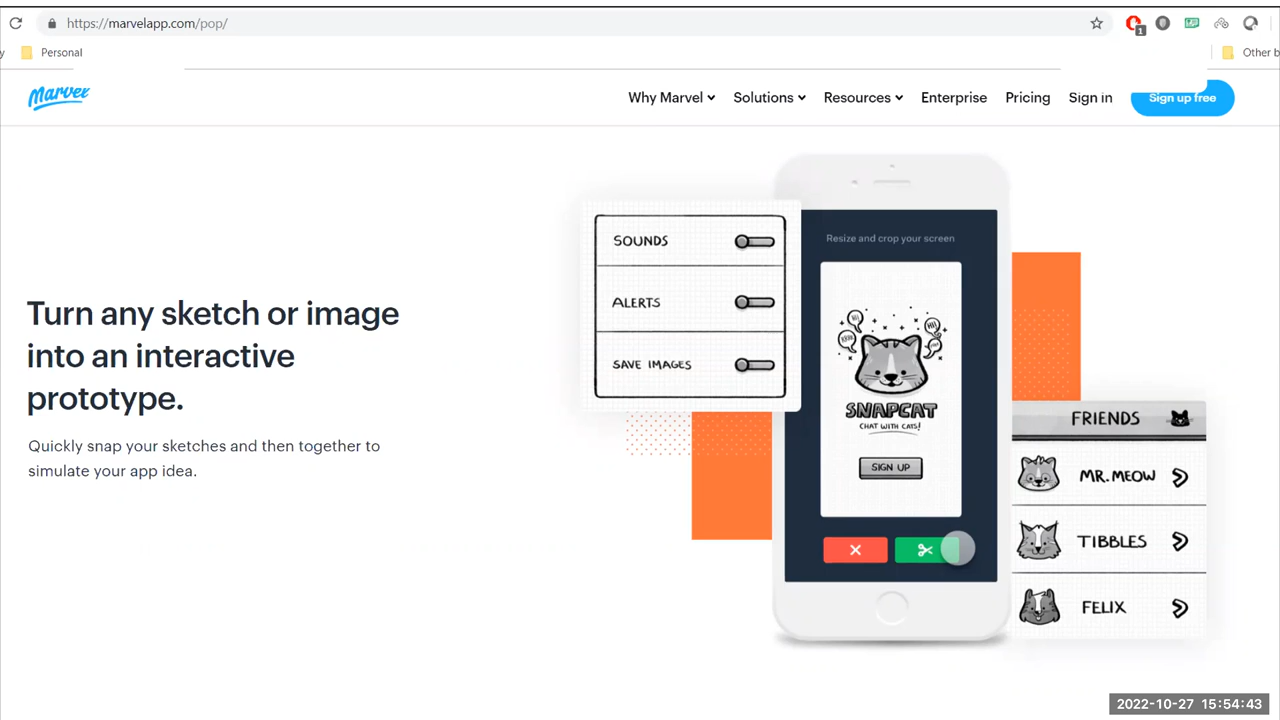 https://marvelapp.com/pop/
1
y
Personal
Other b
Marvel
Why Marvel
Solutions
Resources
Enterprise
Pricing
Sign in
Sign up free
Turn any sketch or image
into an interactive
prototype.
Quickly snap your sketches and then together to
simulate your app idea.
SOUNDS
ALERTS
SAVE IMAGES
Resize and crop your screen
SNAPCAT
CHAT WITH CATS!
SIGN UP
FRIENDS
MR. MEOW
TIBBLES
FELIX
2022-10-27 15:54:43